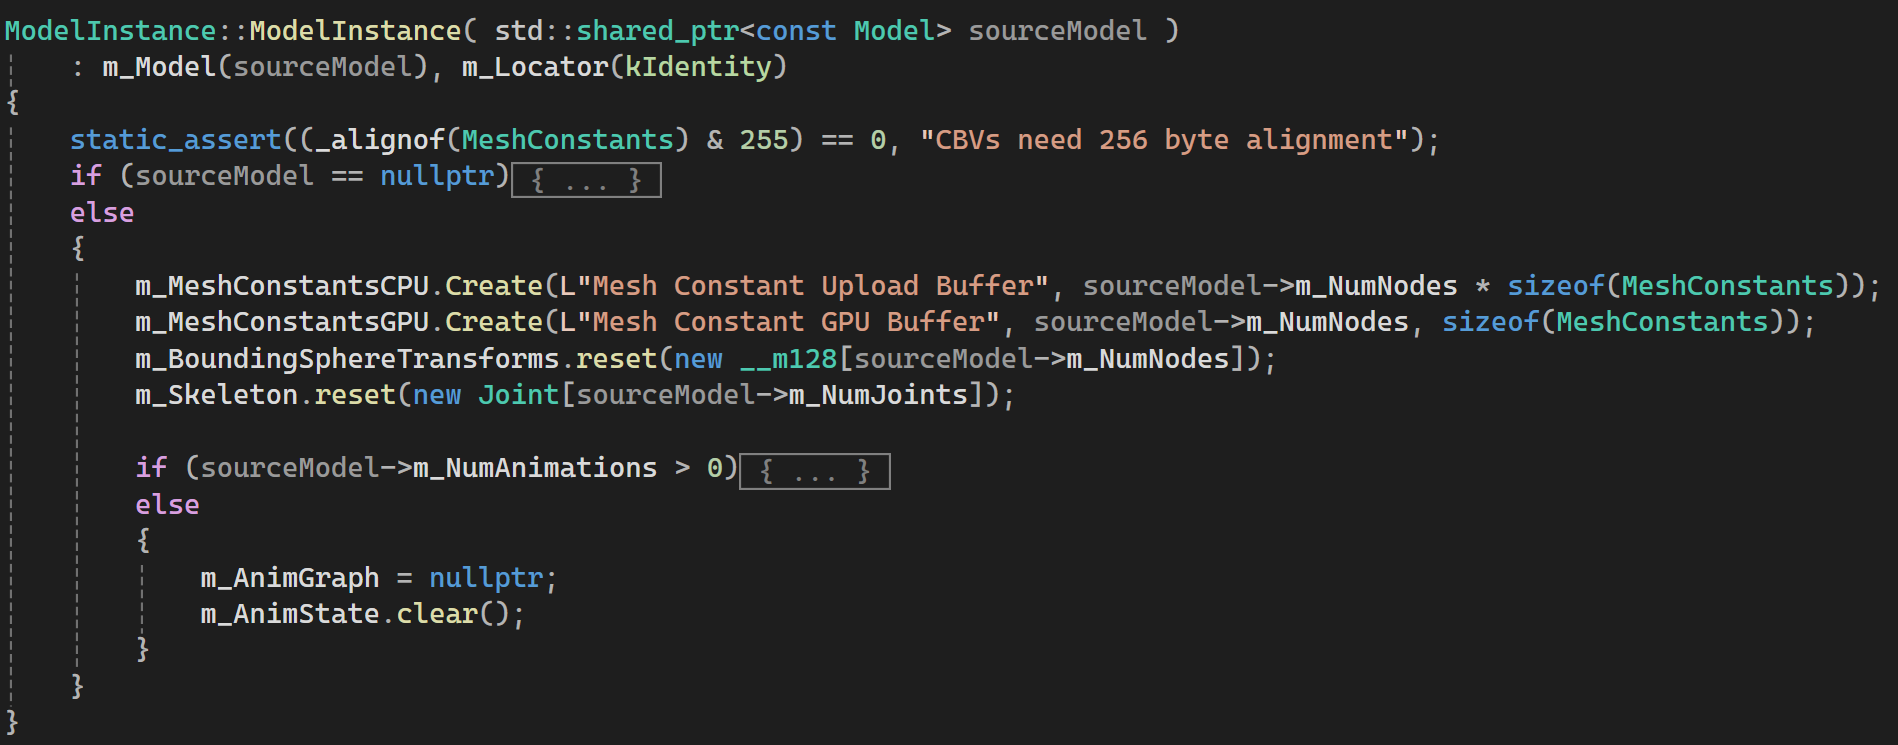 ModelInstance::ModelInstance( std::shared_ptr<const Model> sourceModel )
    : m_Model(sourceModel), m_Locator(kIdentity)
{
    static_assert((_alignof(MeshConstants) & 255) == 0, "CBVs need 256 byte alignment");
    if (sourceModel == nullptr){ ... }
    else
    {
        m_MeshConstantsCPU.Create(L"Mesh Constant Upload Buffer", sourceModel->m_NumNodes * sizeof(MeshConstants));
        m_MeshConstantsGPU.Create(L"Mesh Constant GPU Buffer", sourceModel->m_NumNodes, sizeof(MeshConstants));
        m_BoundingSphereTransforms.reset(new __m128[sourceModel->m_NumNodes]);
        m_Skeleton.reset(new Joint[sourceModel->m_NumJoints]);

        if (sourceModel->m_NumAnimations > 0){ ... }
        else
        {
            m_AnimGraph = nullptr;
            m_AnimState.clear();
        }
    }
}